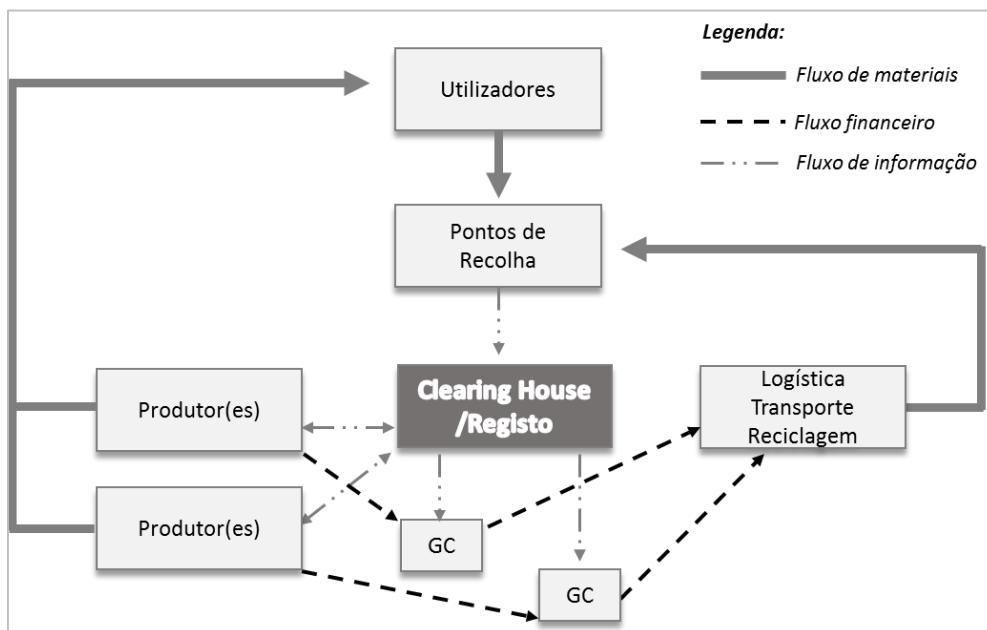 Legenda:
Fluxo de materiais
Fluxo financeiro
Fluxo de informação
Utilizadores
Pontos de
Recolha
Produtor(es)
Clearing House
/Registo
Logística
Transporte
Reciclagem
Produtor(es)
GC
GC